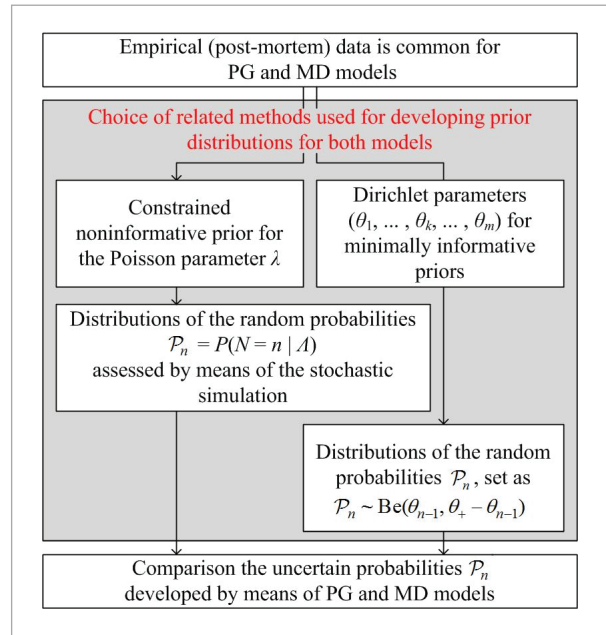 Empirical (post-mortem) data is common for
PG and MD models
Choice of related methods used for developing prior
distributions for both models
Constrained
noninformative prior for
the Poisson parameter λ
Dirichlet parameters
(θ₁, ... , θₖ, ... , θₘ) for
minimally informative
priors
Distributions of the random probabilities
𝒫ₙ = P(N = n | Λ)
assessed by means of the stochastic
simulation
Distributions of the random
probabilities 𝒫ₙ, set as
𝒫ₙ ~ Be(θₙ₋₁, θ₊ – θₙ₋₁)
Comparison the uncertain probabilities 𝒫ₙ
developed by means of PG and MD models